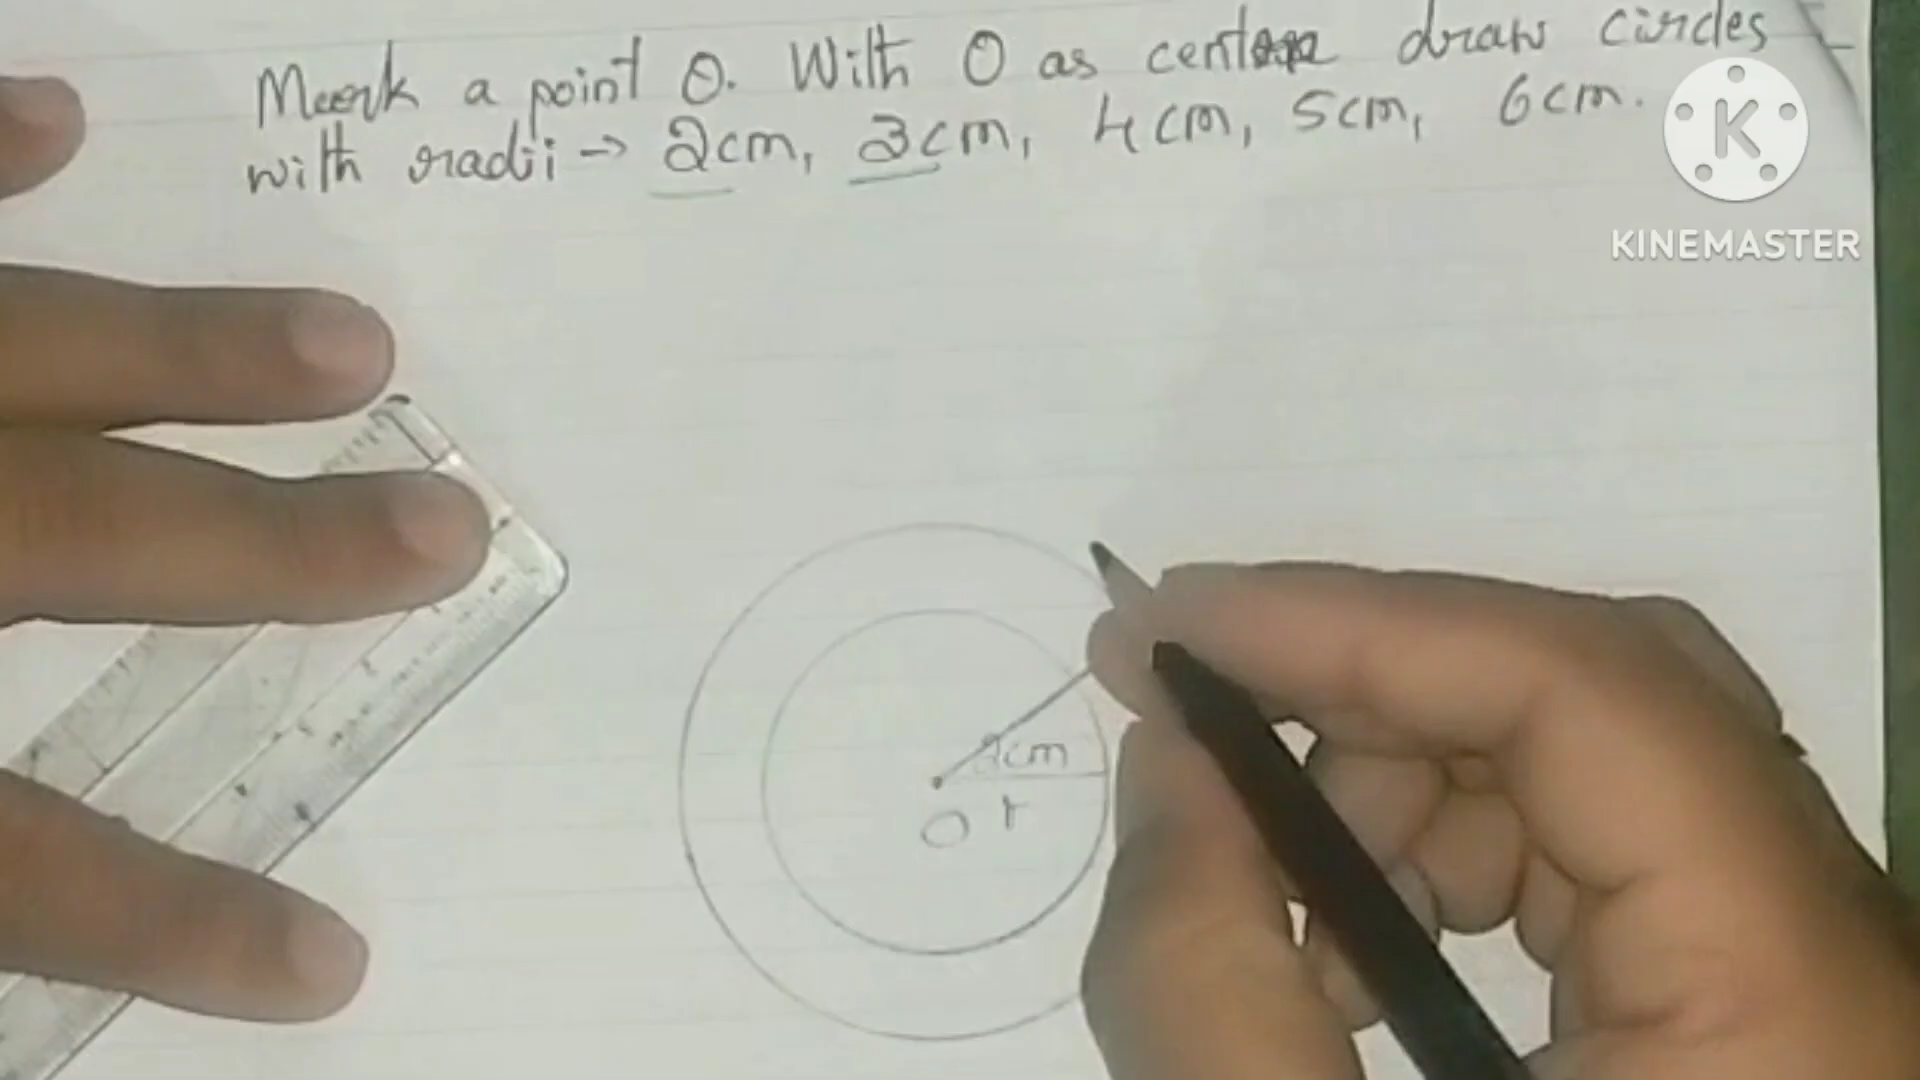 Mark a point O. With O as centre draw circles
with radii → 2cm, 3cm, 4cm, 5cm, 6cm.
K
KINEMASTER
2cm
O r